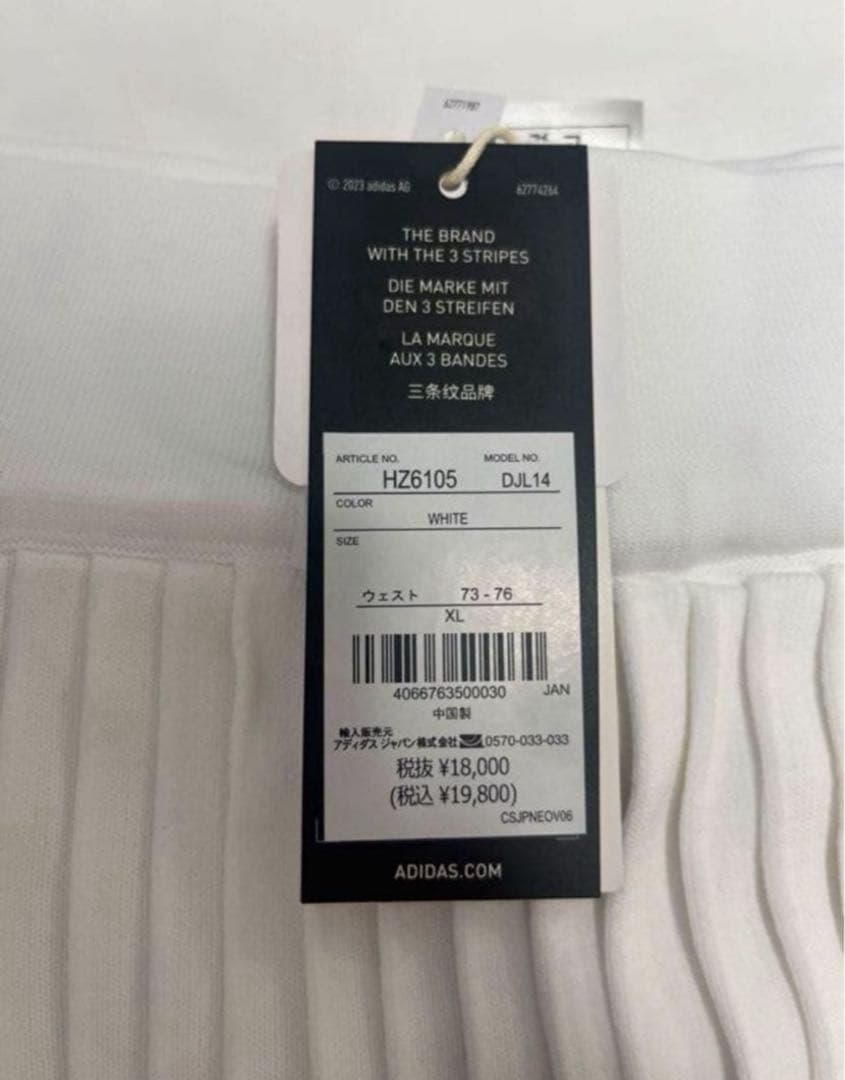 62771987
© 2023 adidas AG
62774264
THE BRAND
WITH THE 3 STRIPES
DIE MARKE MIT
DEN 3 STREIFEN
LA MARQUE
AUX 3 BANDES
三条纹品牌
ARTICLE NO. MODEL NO.
HZ6105 DJL14
COLOR
WHITE
SIZE
ウェスト 73 - 76
XL
4066763500030 JAN
中国製
輸入販売元
アディダス ジャパン株式会社 0570-033-033
税抜 ¥18,000
(税込 ¥19,800)
CSJPNEOV06
ADIDAS.COM